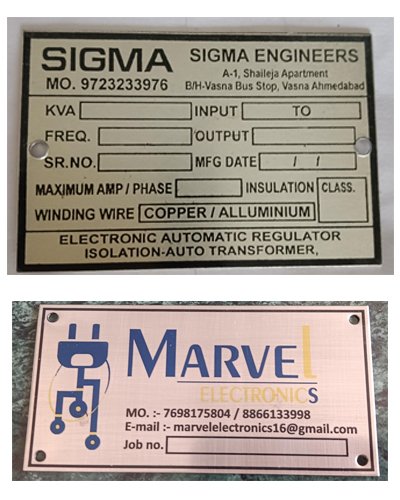 SIGMA SIGMA ENGINEERS
MO. 9723233976 A-1, Shaileja Apartment
B/H-Vasna Bus Stop, Vasna Ahmedabad
KVA INPUT TO
FREQ. OUTPUT
SR.NO. MFG DATE / /
MAXIMUM AMP / PHASE INSULATION CLASS.
WINDING WIRE COPPER / ALLUMINIUM
ELECTRONIC AUTOMATIC REGULATOR
ISOLATION-AUTO TRANSFORMER,
MARVEL
ELECTRONICS
MO. :- 7698175804 / 8866133998
E-mail :- marvelelectronics16@gmail.com
Job no.